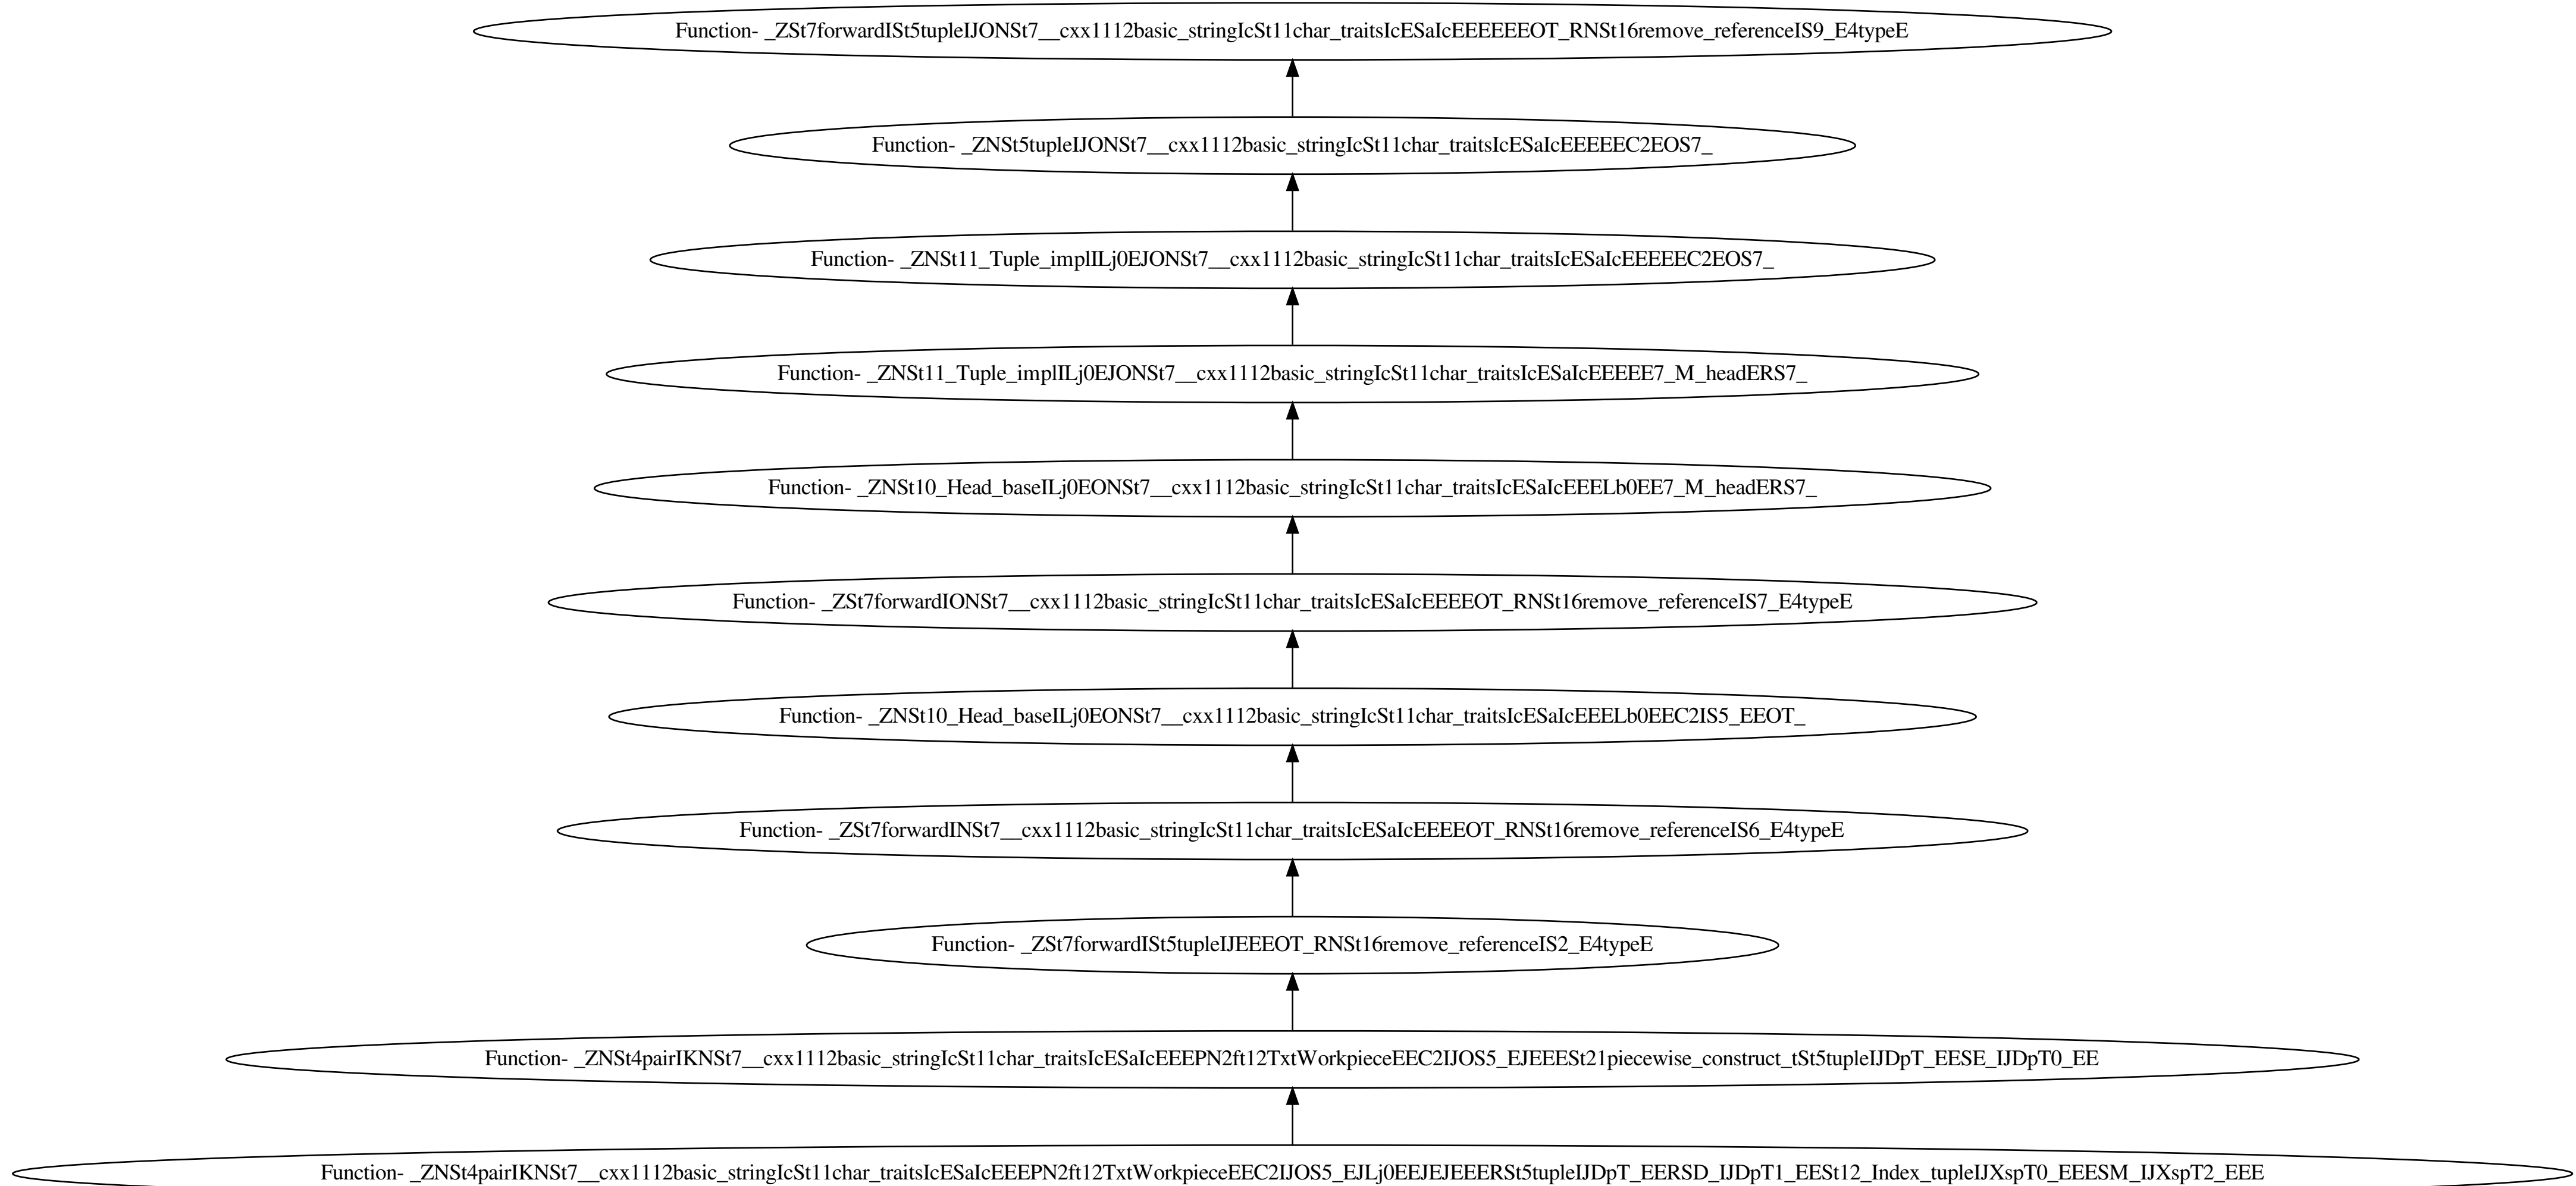 Function- _ZSt7forwardISt5tupleIJONSt7__cxx1112basic_stringIcSt11char_traitsIcESaIcEEEEEEOT_RNSt16remove_referenceIS9_E4typeE
Function- _ZNSt5tupleIJONSt7__cxx1112basic_stringIcSt11char_traitsIcESaIcEEEEEC2EOS7_
Function- _ZNSt11_Tuple_implILj0EJONSt7__cxx1112basic_stringIcSt11char_traitsIcESaIcEEEEEC2EOS7_
Function- _ZNSt11_Tuple_implILj0EJONSt7__cxx1112basic_stringIcSt11char_traitsIcESaIcEEEEE7_M_headERS7_
Function- _ZNSt10_Head_baseILj0EONSt7__cxx1112basic_stringIcSt11char_traitsIcESaIcEEELb0EE7_M_headERS7_
Function- _ZSt7forwardIONSt7__cxx1112basic_stringIcSt11char_traitsIcESaIcEEEEOT_RNSt16remove_referenceIS7_E4typeE
Function- _ZNSt10_Head_baseILj0EONSt7__cxx1112basic_stringIcSt11char_traitsIcESaIcEEELb0EEC2IS5_EEOT_
Function- _ZSt7forwardINSt7__cxx1112basic_stringIcSt11char_traitsIcESaIcEEEEOT_RNSt16remove_referenceIS6_E4typeE
Function- _ZSt7forwardISt5tupleIJEEEOT_RNSt16remove_referenceIS2_E4typeE
Function- _ZNSt4pairIKNSt7__cxx1112basic_stringIcSt11char_traitsIcESaIcEEEPN2ft12TxtWorkpieceEEC2IJOS5_EJEEESt21piecewise_construct_tSt5tupleIJDpT_EESE_IJDpT0_EE
Function- _ZNSt4pairIKNSt7__cxx1112basic_stringIcSt11char_traitsIcESaIcEEEPN2ft12TxtWorkpieceEEC2IJOS5_EJLj0EEJEJEEERSt5tupleIJDpT_EERSD_IJDpT1_EESt12_Index_tupleIJXspT0_EEESM_IJXspT2_EEE